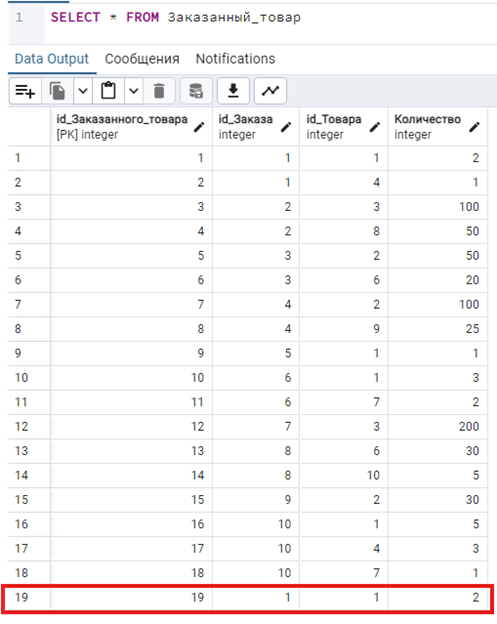 1 SELECT * FROM Заказанный_товар
Data Output Сообщения Notifications
id_Заказанного_товара id_Заказа id_Товара Количество
[PK] integer integer integer integer
1 1 1 1 2
2 2 1 4 1
3 3 2 3 100
4 4 2 8 50
5 5 3 2 50
6 6 3 6 20
7 7 4 2 100
8 8 4 9 25
9 9 5 1 1
10 10 6 1 3
11 11 6 7 2
12 12 7 3 200
13 13 8 6 30
14 14 8 10 5
15 15 9 2 30
16 16 10 1 5
17 17 10 4 3
18 18 10 7 1
19 19 1 1 2